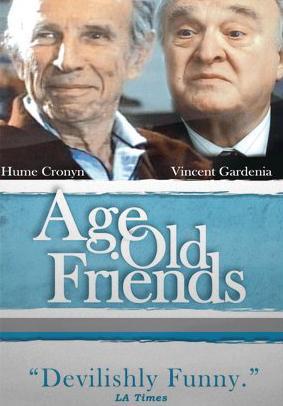 Hume Cronyn Vincent Gardenia
Age Old
Friends
“Devilishly Funny.”
LA Times